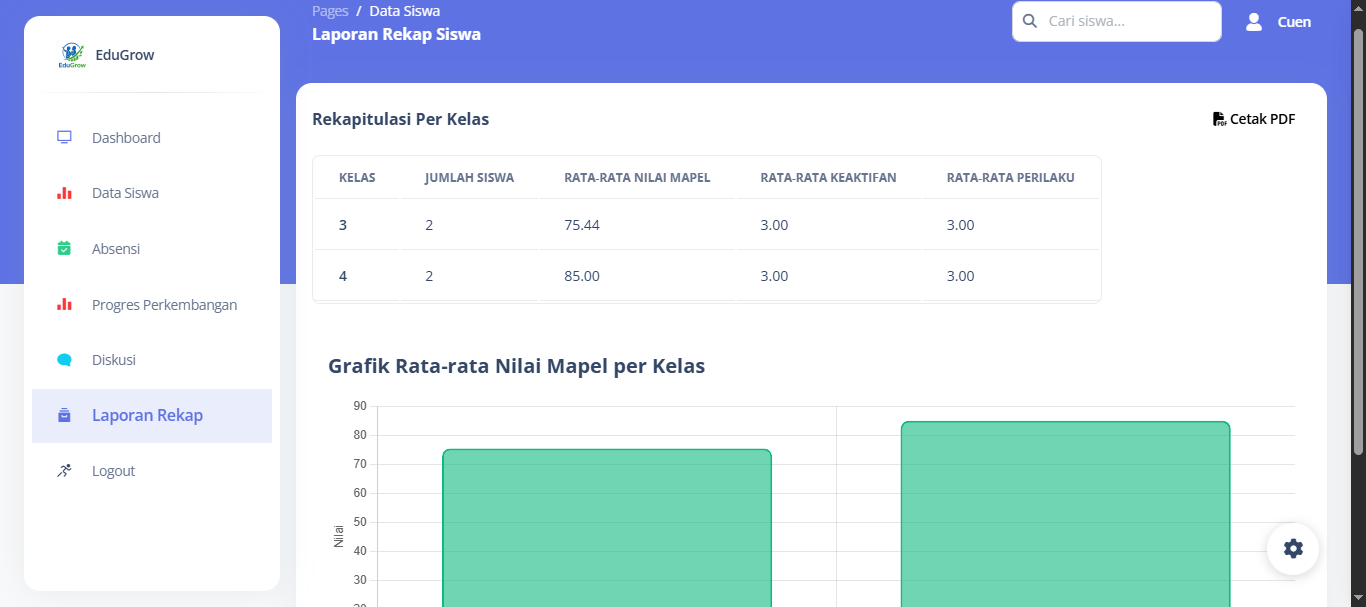 Pages / Data Siswa
Laporan Rekap Siswa
Cari siswa...
Cuen
EduGrow
EduGrow
Dashboard
Data Siswa
Absensi
Progres Perkembangan
Diskusi
Laporan Rekap
Logout
Rekapitulasi Per Kelas
PDF Cetak PDF
KELAS JUMLAH SISWA RATA-RATA NILAI MAPEL RATA-RATA KEAKTIFAN RATA-RATA PERILAKU
3 2 75.44 3.00 3.00
4 2 85.00 3.00 3.00
Grafik Rata-rata Nilai Mapel per Kelas
90
80
70
60
50
40
30
20
Nilai